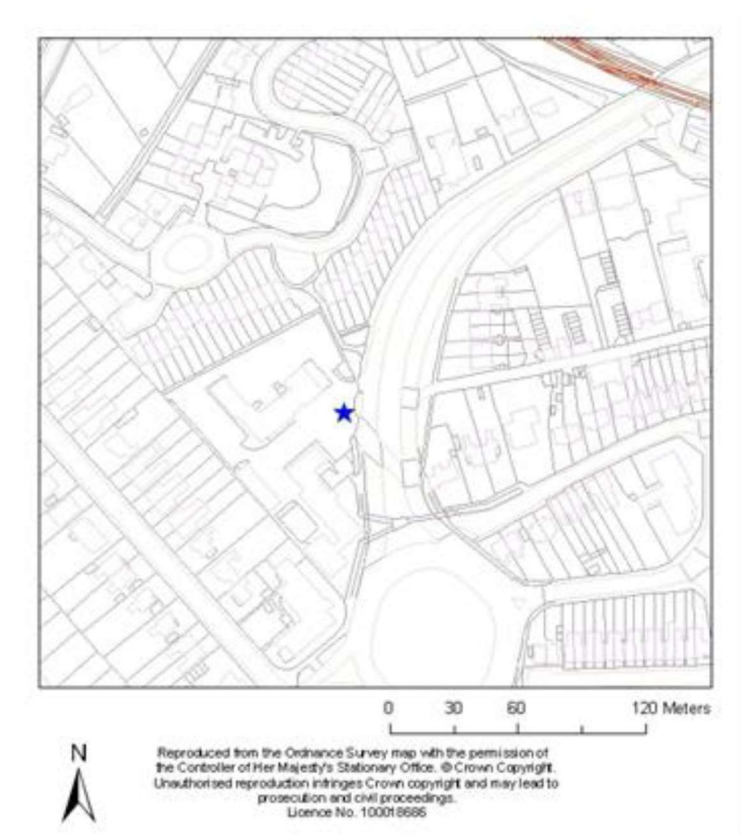 0 30 60 120 Meters
N
Reproduced from the Ordnance Survey map with the permission of
the Controller of Her Majesty's Stationary Office. © Crown Copyright.
Unauthorised reproduction infringes Crown copyright and may lead to
prosecution and civil proceedings.
Licence No. 100018686